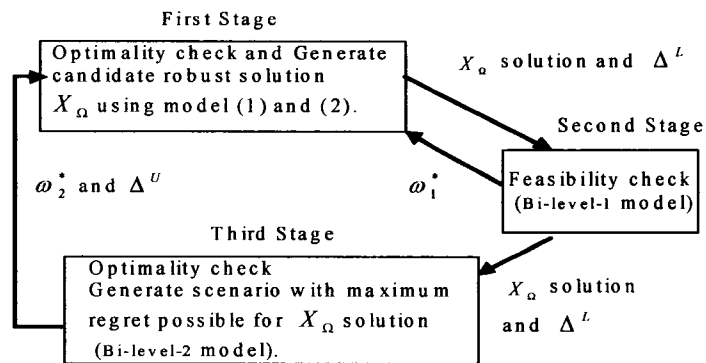 First Stage
Optimality check and Generate
candidate robust solution
X_Ω using model (1) and (2).
X_Ω solution and Δ^L
Second Stage
Feasibility check
(Bi-level-1 model)
ω_1^*
ω_2^* and Δ^U
Third Stage
Optimality check
Generate scenario with maximum
regret possible for X_Ω solution
(Bi-level-2 model).
X_Ω solution
and Δ^L